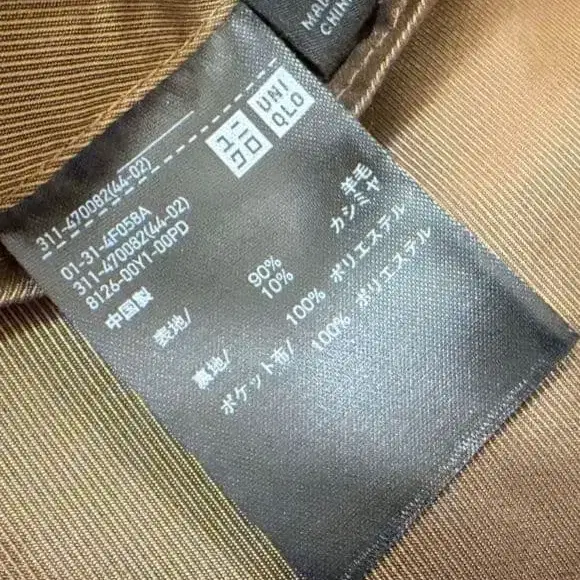 MADE
CHINA
ユニ
クロ
UNI
QLO
311-470082(44-02)
01-31-4F058A
311-470082(44-02)
8126-00Y1-00PD
中国製
表地/ 90% 羊毛
10% カシミヤ
裏地/ 100% ポリエステル
ポケット布/ 100% ポリエステル